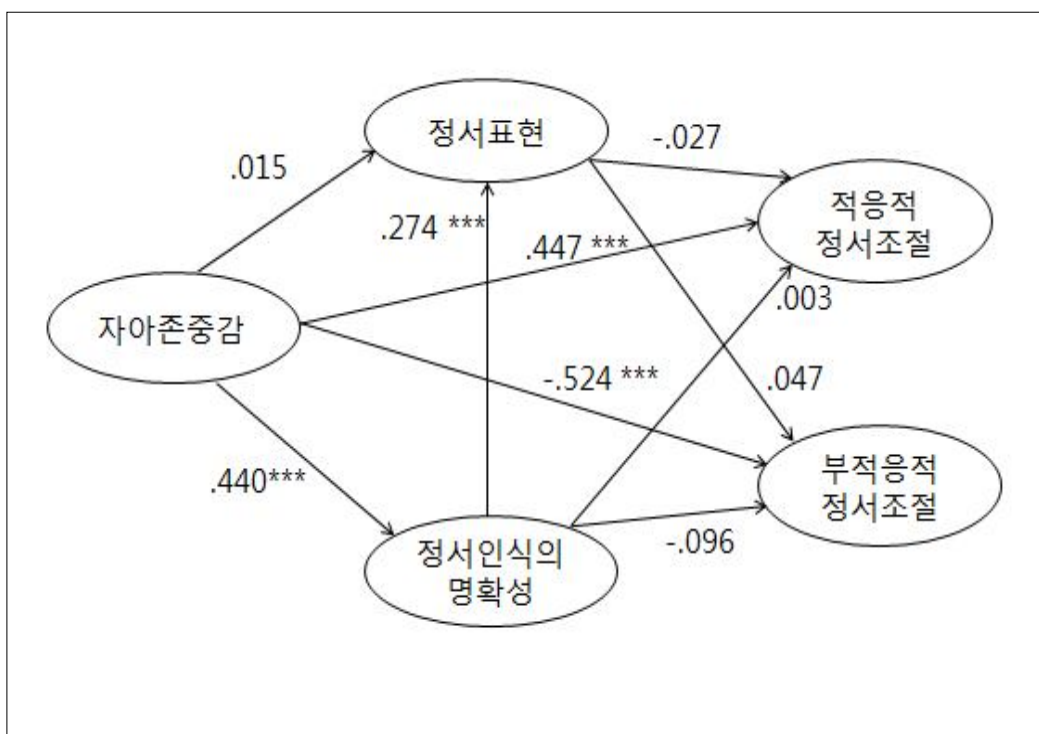 정서표현
-.027
.015
적응적
정서조절
.274 ***
.447 ***
.003
자아존중감
-.524 ***
.047
부적응적
정서조절
.440***
정서인식의
명확성
-.096